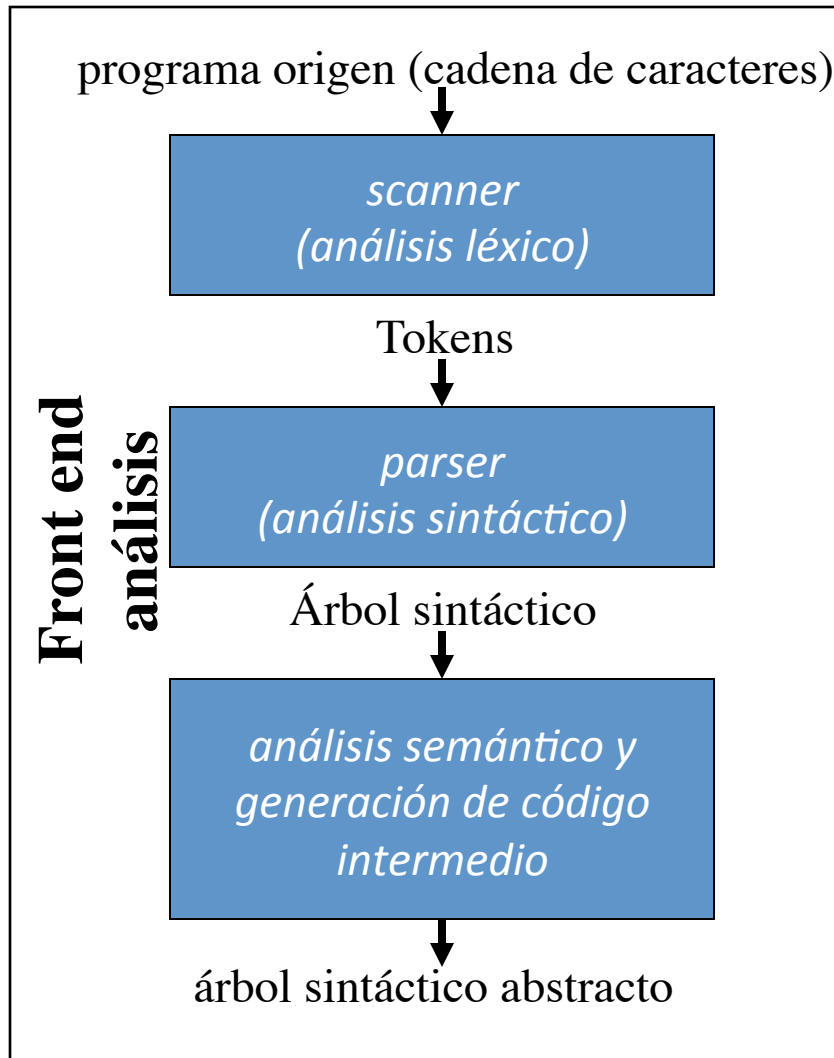 programa origen (cadena de caracteres)
scanner
(análisis léxico)
Tokens
Front end
análisis
parser
(análisis sintáctico)
Árbol sintáctico
análisis semántico y
generación de código
intermedio
árbol sintáctico abstracto